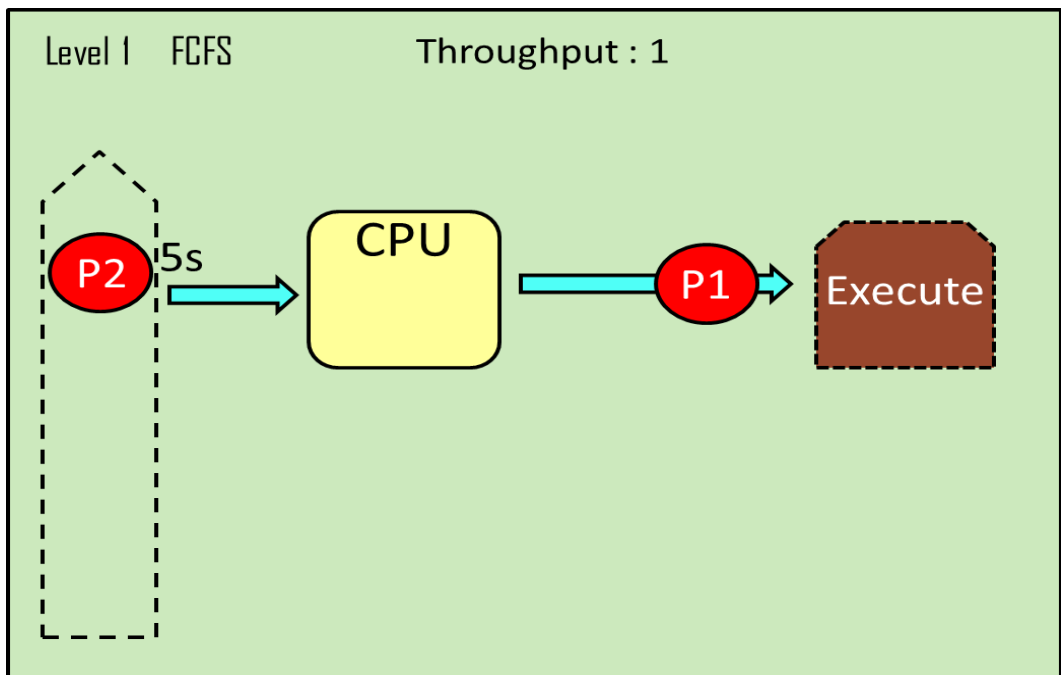 Level 1 FCFS
Throughput : 1
P2
5s
CPU
P1
Execute